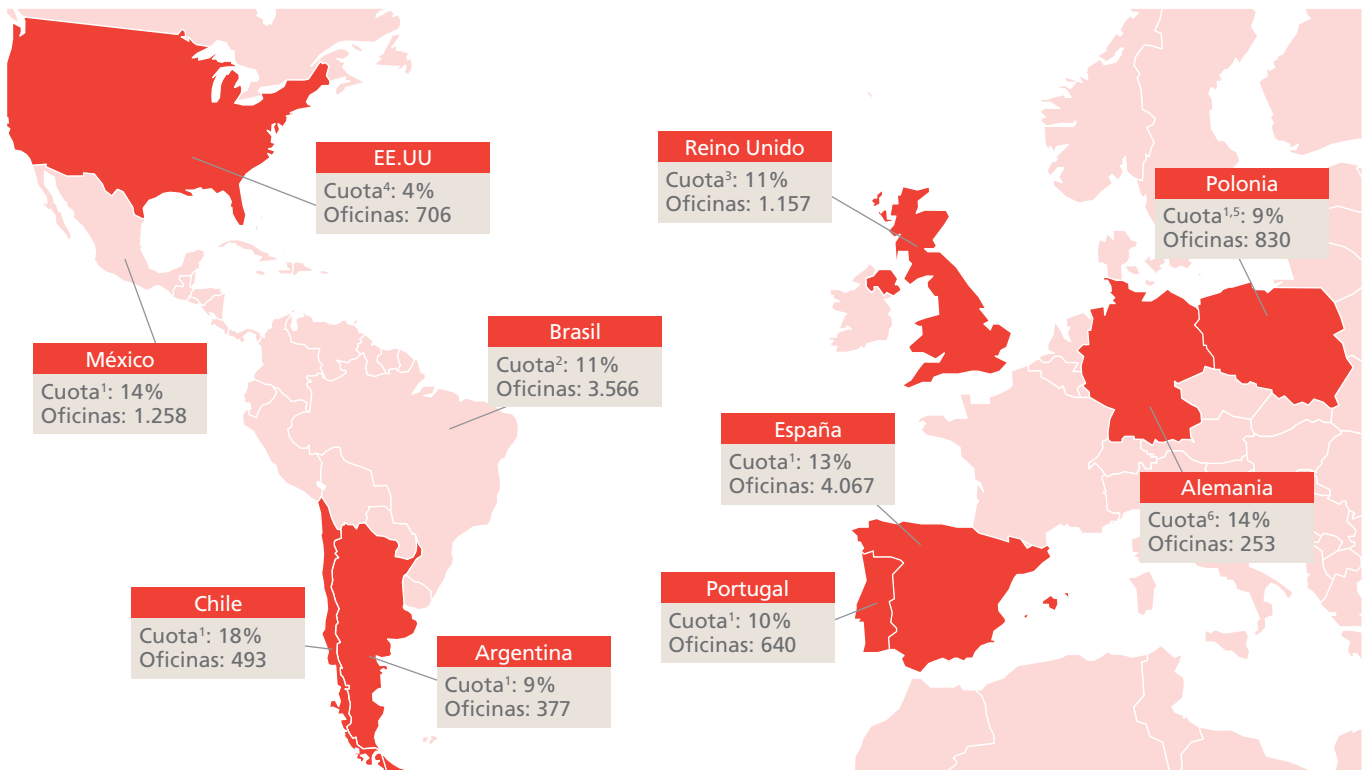 EE.UU
Cuota⁴: 4%
Oficinas: 706
Reino Unido
Cuota³: 11%
Oficinas: 1.157
Polonia
Cuota¹,⁵: 9%
Oficinas: 830
México
Cuota¹: 14%
Oficinas: 1.258
Brasil
Cuota²: 11%
Oficinas: 3.566
España
Cuota¹: 13%
Oficinas: 4.067
Alemania
Cuota⁶: 14%
Oficinas: 253
Chile
Cuota¹: 18%
Oficinas: 493
Argentina
Cuota¹: 9%
Oficinas: 377
Portugal
Cuota¹: 10%
Oficinas: 640